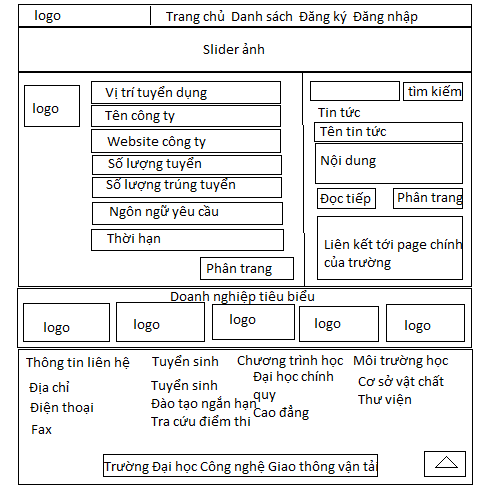 logo
Trang chủ Danh sách Đăng ký Đăng nhập
Slider ảnh
logo
Vị trí tuyển dụng
Tên công ty
Website công ty
Số lượng tuyển
Số lượng trúng tuyển
Ngôn ngữ yêu cầu
Thời hạn
Phân trang
tìm kiếm
Tin tức
Tên tin tức
Nội dung
Đọc tiếp
Phân trang
Liên kết tới page chính
của trường
Doanh nghiệp tiêu biểu
logo
logo
logo
logo
logo
Thông tin liên hệ
Địa chỉ
Điện thoại
Fax
Tuyển sinh
Tuyển sinh
Đào tạo ngắn hạn
Tra cứu điểm thi
Chương trình học
Đại học chính
quy
Cao đẳng
Môi trường học
Cơ sở vật chất
Thư viện
Trường Đại học Công nghệ Giao thông vận tải